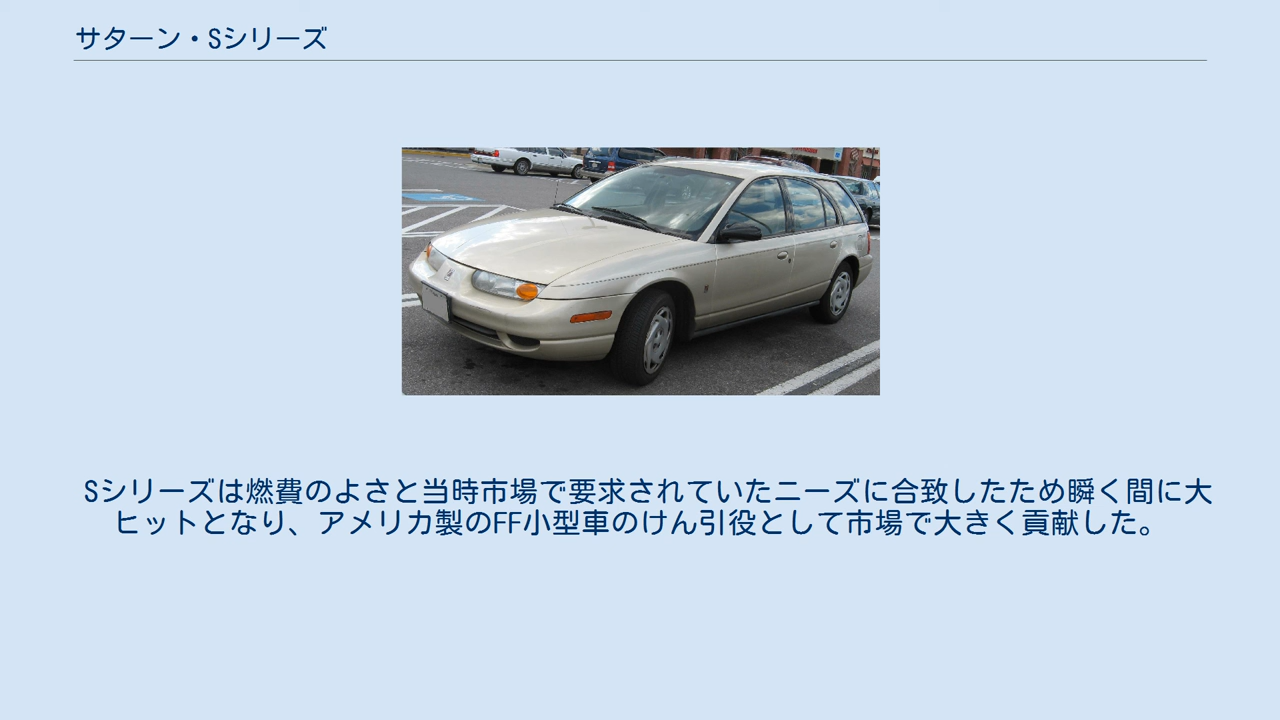 サターン・Sシリーズ
Sシリーズは燃費のよさと当時市場で要求されていたニーズに合致したため瞬く間に大
ヒットとなり、アメリカ製のFF小型車のけん引役として市場で大きく貢献した。